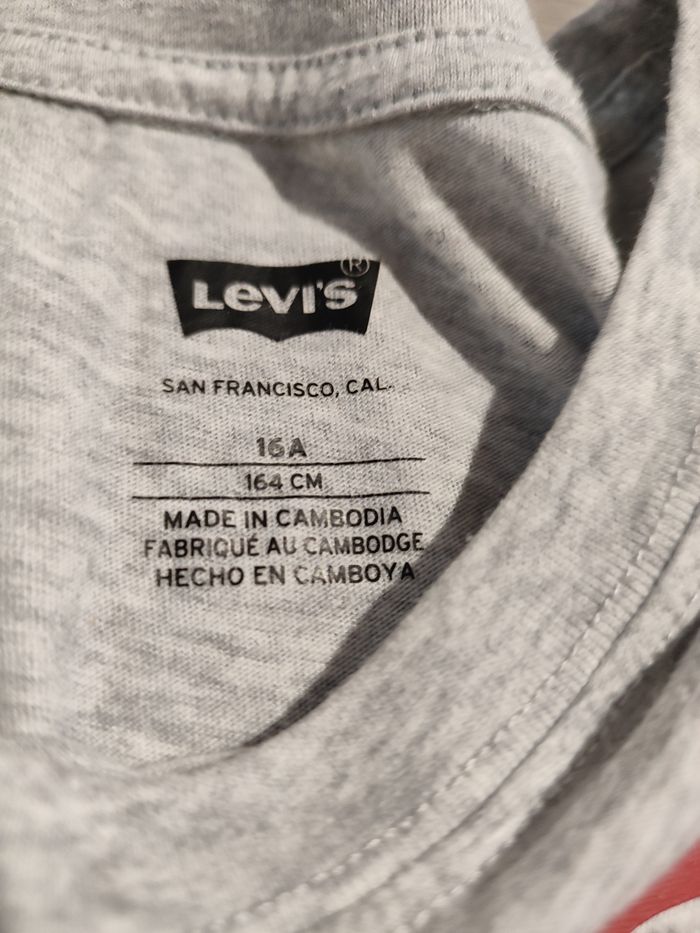 LEVI'S®
SAN FRANCISCO, CAL.
16A
164 CM
MADE IN CAMBODIA
FABRIQUÉ AU CAMBODGE
HECHO EN CAMBOYA